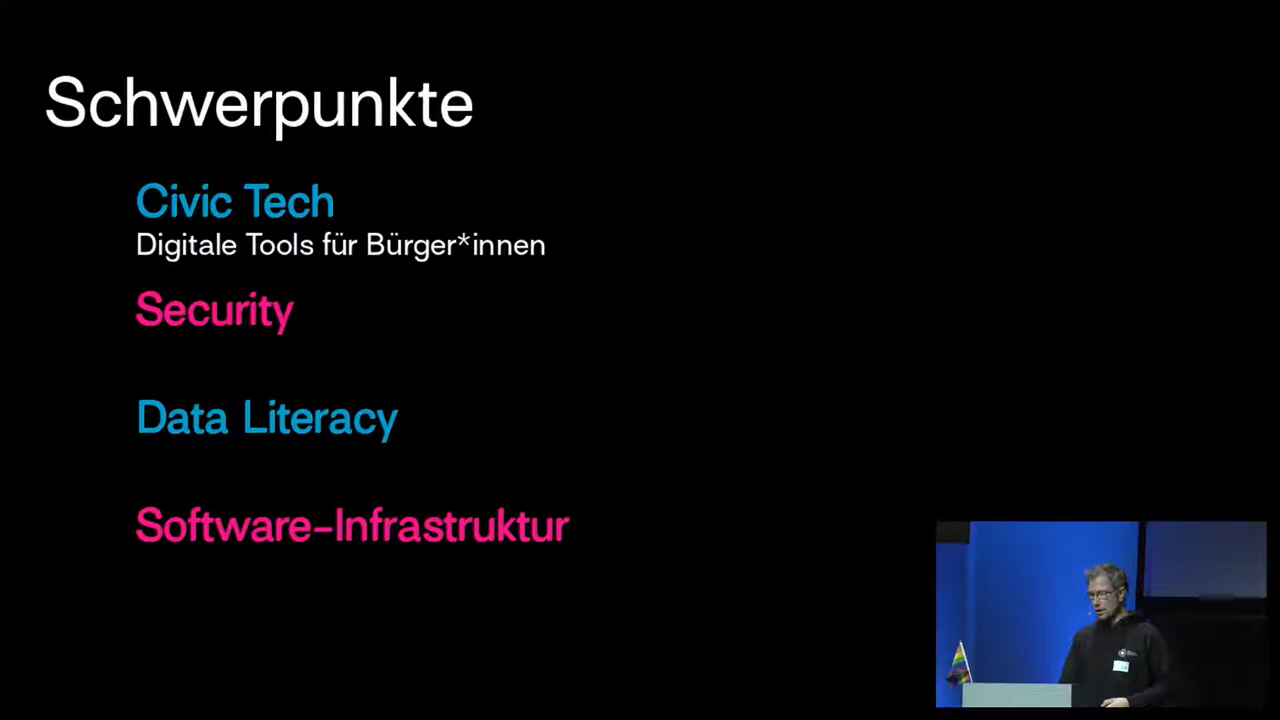 Schwerpunkte
Civic Tech
Digitale Tools für Bürger*innen
Security
Data Literacy
Software-Infrastruktur